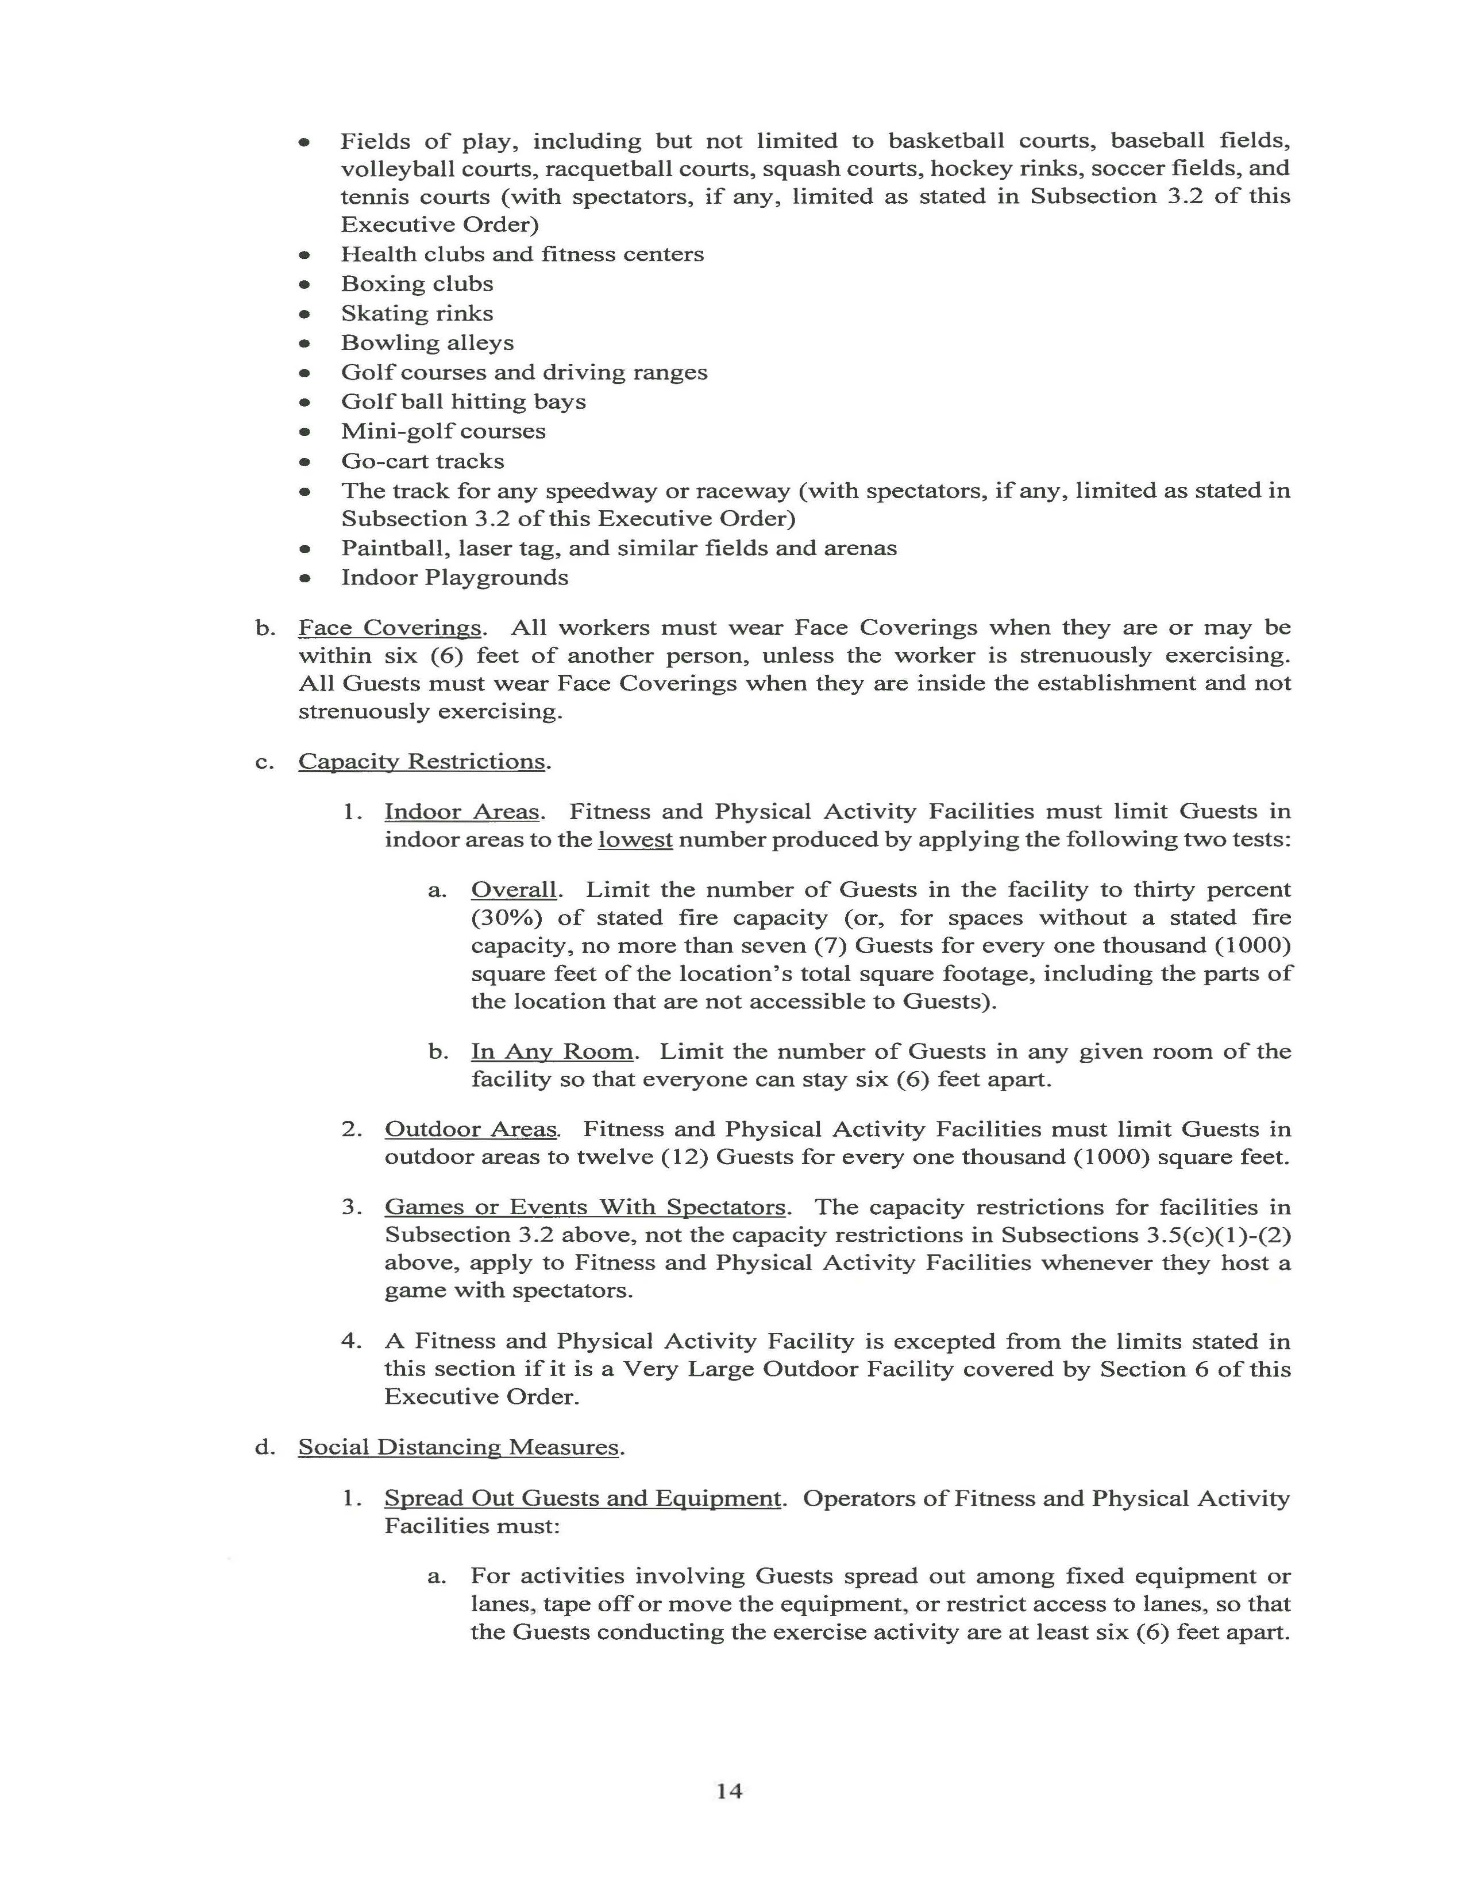 • Fields of play, including but not limited to basketball courts, baseball fields,
volleyball courts, racquetball courts, squash courts, hockey rinks, soccer fields, and
tennis courts (with spectators, if any, limited as stated in Subsection 3.2 of this
Executive Order)
• Health clubs and fitness centers
• Boxing clubs
• Skating rinks
• Bowling alleys
• Golf courses and driving ranges
• Golf ball hitting bays
• Mini-golf courses
• Go-cart tracks
• The track for any speedway or raceway (with spectators, if any, limited as stated in
Subsection 3.2 of this Executive Order)
• Paintball, laser tag, and similar fields and arenas
• Indoor Playgrounds
b. Face Coverings. All workers must wear Face Coverings when they are or may be
within six (6) feet of another person, unless the worker is strenuously exercising.
All Guests must wear Face Coverings when they are inside the establishment and not
strenuously exercising.
c. Capacity Restrictions.
1. Indoor Areas. Fitness and Physical Activity Facilities must limit Guests in
indoor areas to the lowest number produced by applying the following two tests:
a. Overall. Limit the number of Guests in the facility to thirty percent
(30%) of stated fire capacity (or, for spaces without a stated fire
capacity, no more than seven (7) Guests for every one thousand (1000)
square feet of the location's total square footage, including the parts of
the location that are not accessible to Guests).
b. In Any Room. Limit the number of Guests in any given room of the
facility so that everyone can stay six (6) feet apart.
2. Outdoor Areas. Fitness and Physical Activity Facilities must limit Guests in
outdoor areas to twelve (12) Guests for every one thousand (1000) square feet.
3. Games or Events With Spectators. The capacity restrictions for facilities in
Subsection 3.2 above, not the capacity restrictions in Subsections 3.5(c)(1)-(2)
above, apply to Fitness and Physical Activity Facilities whenever they host a
game with spectators.
4. A Fitness and Physical Activity Facility is excepted from the limits stated in
this section if it is a Very Large Outdoor Facility covered by Section 6 of this
Executive Order.
d. Social Distancing Measures.
1. Spread Out Guests and Equipment. Operators of Fitness and Physical Activity
Facilities must:
a. For activities involving Guests spread out among fixed equipment or
lanes, tape off or move the equipment, or restrict access to lanes, so that
the Guests conducting the exercise activity are at least six (6) feet apart.
14